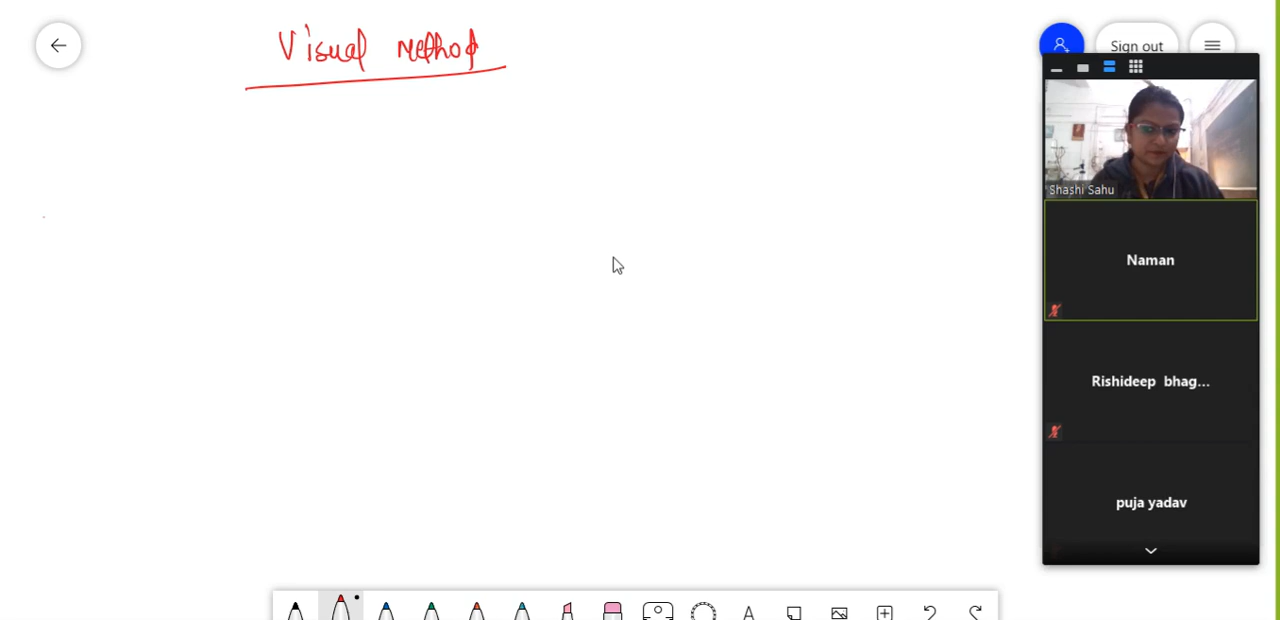 Visual method
Sign out
Shashi Sahu
Naman
Rishideep bhag...
puja yadav